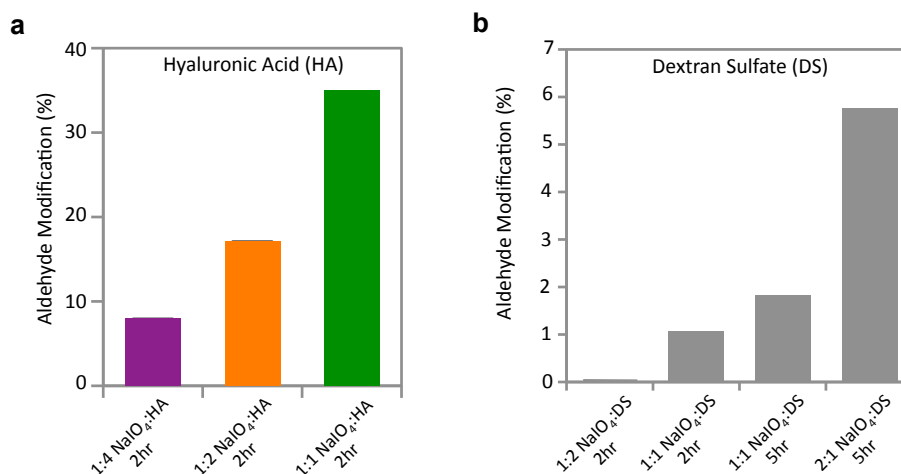 a
Hyaluronic Acid (HA)
Aldehyde Modification (%)
40
30
20
10
0
1:4 NaIO₄:HA
2hr
1:2 NaIO₄:HA
2hr
1:1 NaIO₄:HA
2hr
b
Dextran Sulfate (DS)
Aldehyde Modification (%)
7
6
5
4
3
2
1
0
1:2 NaIO₄:DS
2hr
1:1 NaIO₄:DS
2hr
1:1 NaIO₄:DS
5hr
2:1 NaIO₄:DS
5hr